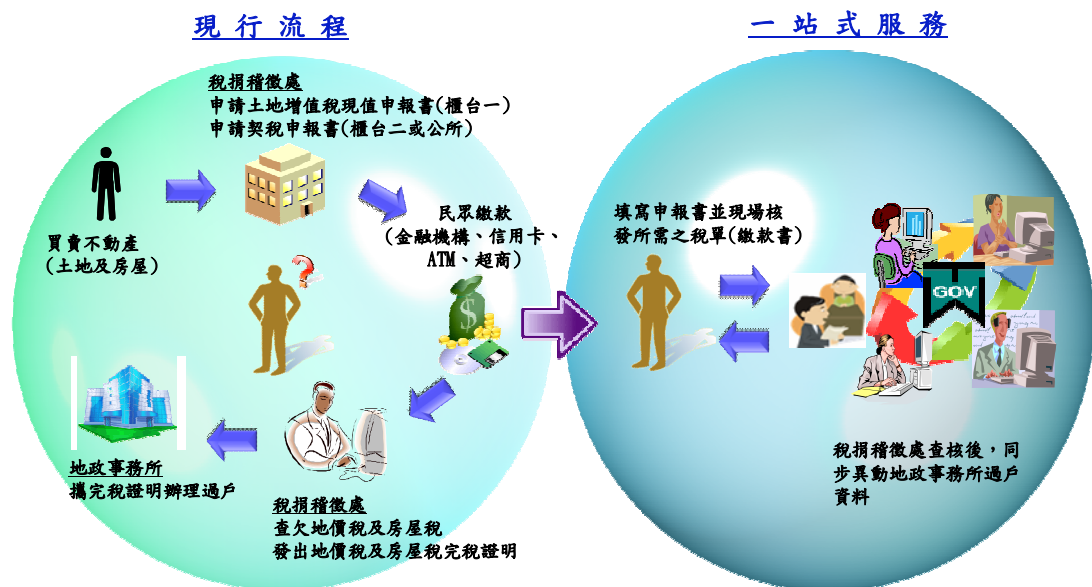 現行流程
一站式服務
稅捐稽徵處
申請土地增值稅現值申報書(櫃台一)
申請契稅申報書(櫃台二或公所)
買賣不動產
(土地及房屋)
民眾繳款
(金融機構、信用卡、
ATM、超商)
?
$
稅捐稽徵處
查欠地價稅及房屋稅
發出地價稅及房屋稅完稅證明
地政事務所
攜完稅證明辦理過戶
填寫申報書並現場核
發所需之稅單(繳款書)
GOV
稅捐稽徵處查核後，同
步異動地政事務所過戶
資料